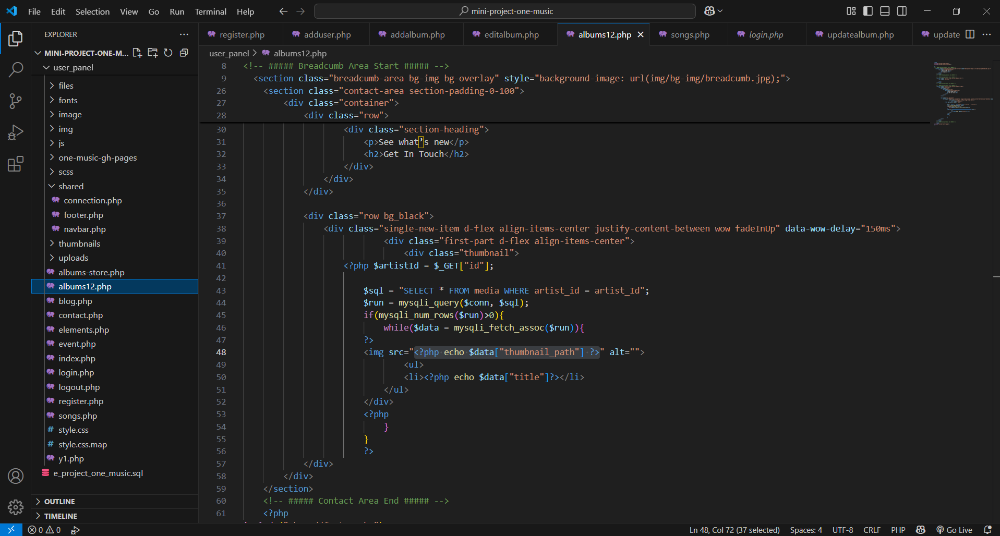 File Edit Selection View Go Run Terminal Help
mini-project-one-music
EXPLORER
register.php
adduser.php
addalbum.php
editalbum.php
albums12.php
songs.php
login.php
updatealbum.php
update
MINI-PROJECT-ONE-M...
user_panel
files
fonts
image
img
js
one-music-gh-pages
scss
shared
connection.php
footer.php
navbar.php
thumbnails
uploads
albums-store.php
albums12.php
blog.php
contact.php
elements.php
event.php
index.php
login.php
logout.php
register.php
songs.php
# style.css
# style.css.map
y1.php
e_project_one_music.sql
OUTLINE
TIMELINE
user_panel > albums12.php
8 <!-- ##### Breadcumb Area Start ##### -->
9 <section class="breadcumb-area bg-img bg-overlay" style="background-image: url(img/bg-img/breadcumb.jpg);">
26 <section class="contact-area section-padding-0-100">
27 <div class="container">
28 <div class="row">
30 <div class="section-heading">
31 <p>See what’s new</p>
32 <h2>Get In Touch</h2>
33 </div>
34 </div>
35 </div>
36
37 <div class="row bg_black">
38 <div class="single-new-item d-flex align-items-center justify-content-between wow fadeInUp" data-wow-delay="150ms">
39 <div class="first-part d-flex align-items-center">
40 <div class="thumbnail">
41 <?php $artistId = $_GET["id"];
42
43 $sql = "SELECT * FROM media WHERE artist_id = artist_Id";
44 $run = mysqli_query($conn, $sql);
45 if(mysqli_num_rows($run)>0){
46 while($data = mysqli_fetch_assoc($run)){
47 ?>
48 <img src="<?php echo $data["thumbnail_path"] ?>" alt="">
49 <ul>
50 <li><?php echo $data["title"]?></li>
51 </ul>
52 </div>
53 <?php
54 }
55 }
56 ?>
57 </div>
58 </div>
59 </section>
60 <!-- ##### Contact Area End ##### -->
61 <?php
0 0
Ln 48, Col 72 (37 selected) Spaces: 4 UTF-8 CRLF PHP Go Live